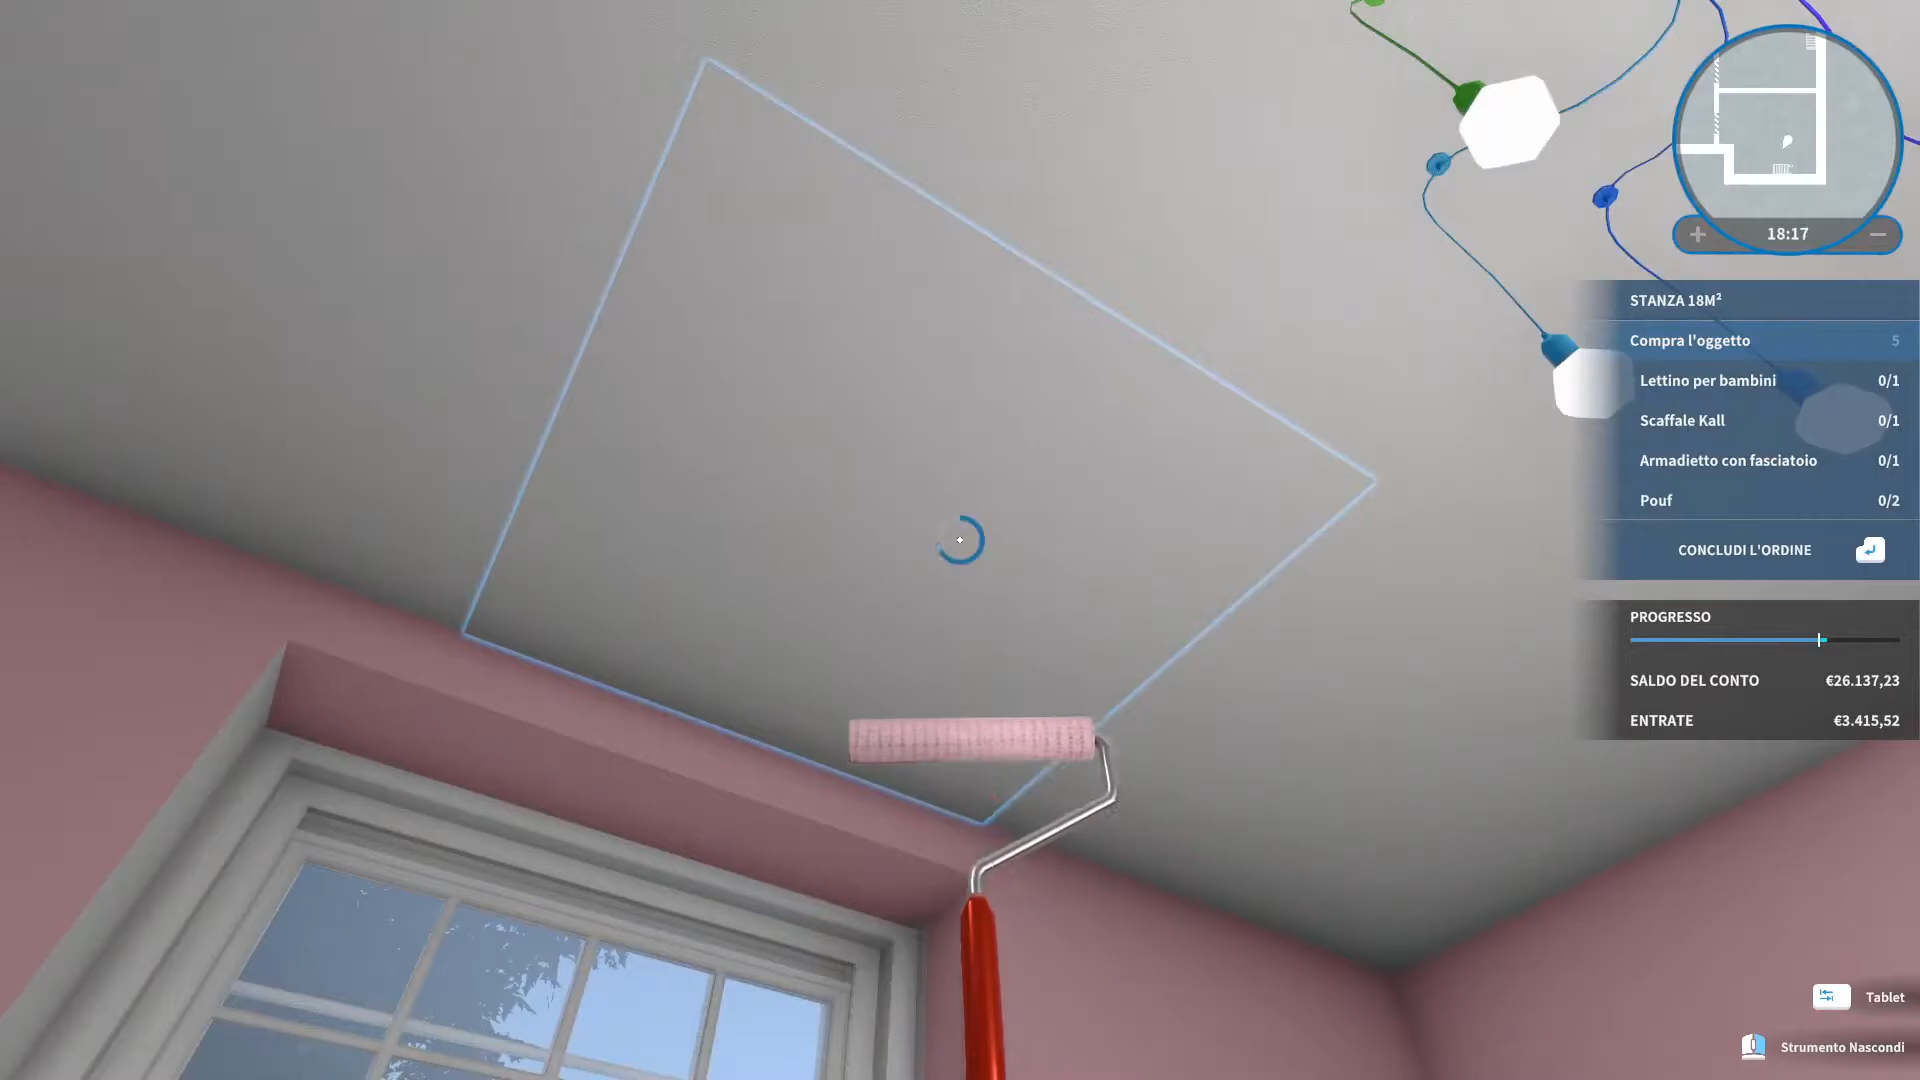 18:17
STANZA 18M²
Compra l'oggetto 5
Lettino per bambini 0/1
Scaffale Kall 0/1
Armadietto con fasciatoio 0/1
Pouf 0/2
CONCLUDI L'ORDINE
PROGRESSO
SALDO DEL CONTO €26.137,23
ENTRATE €3.415,52
Tablet
Strumento Nascondi